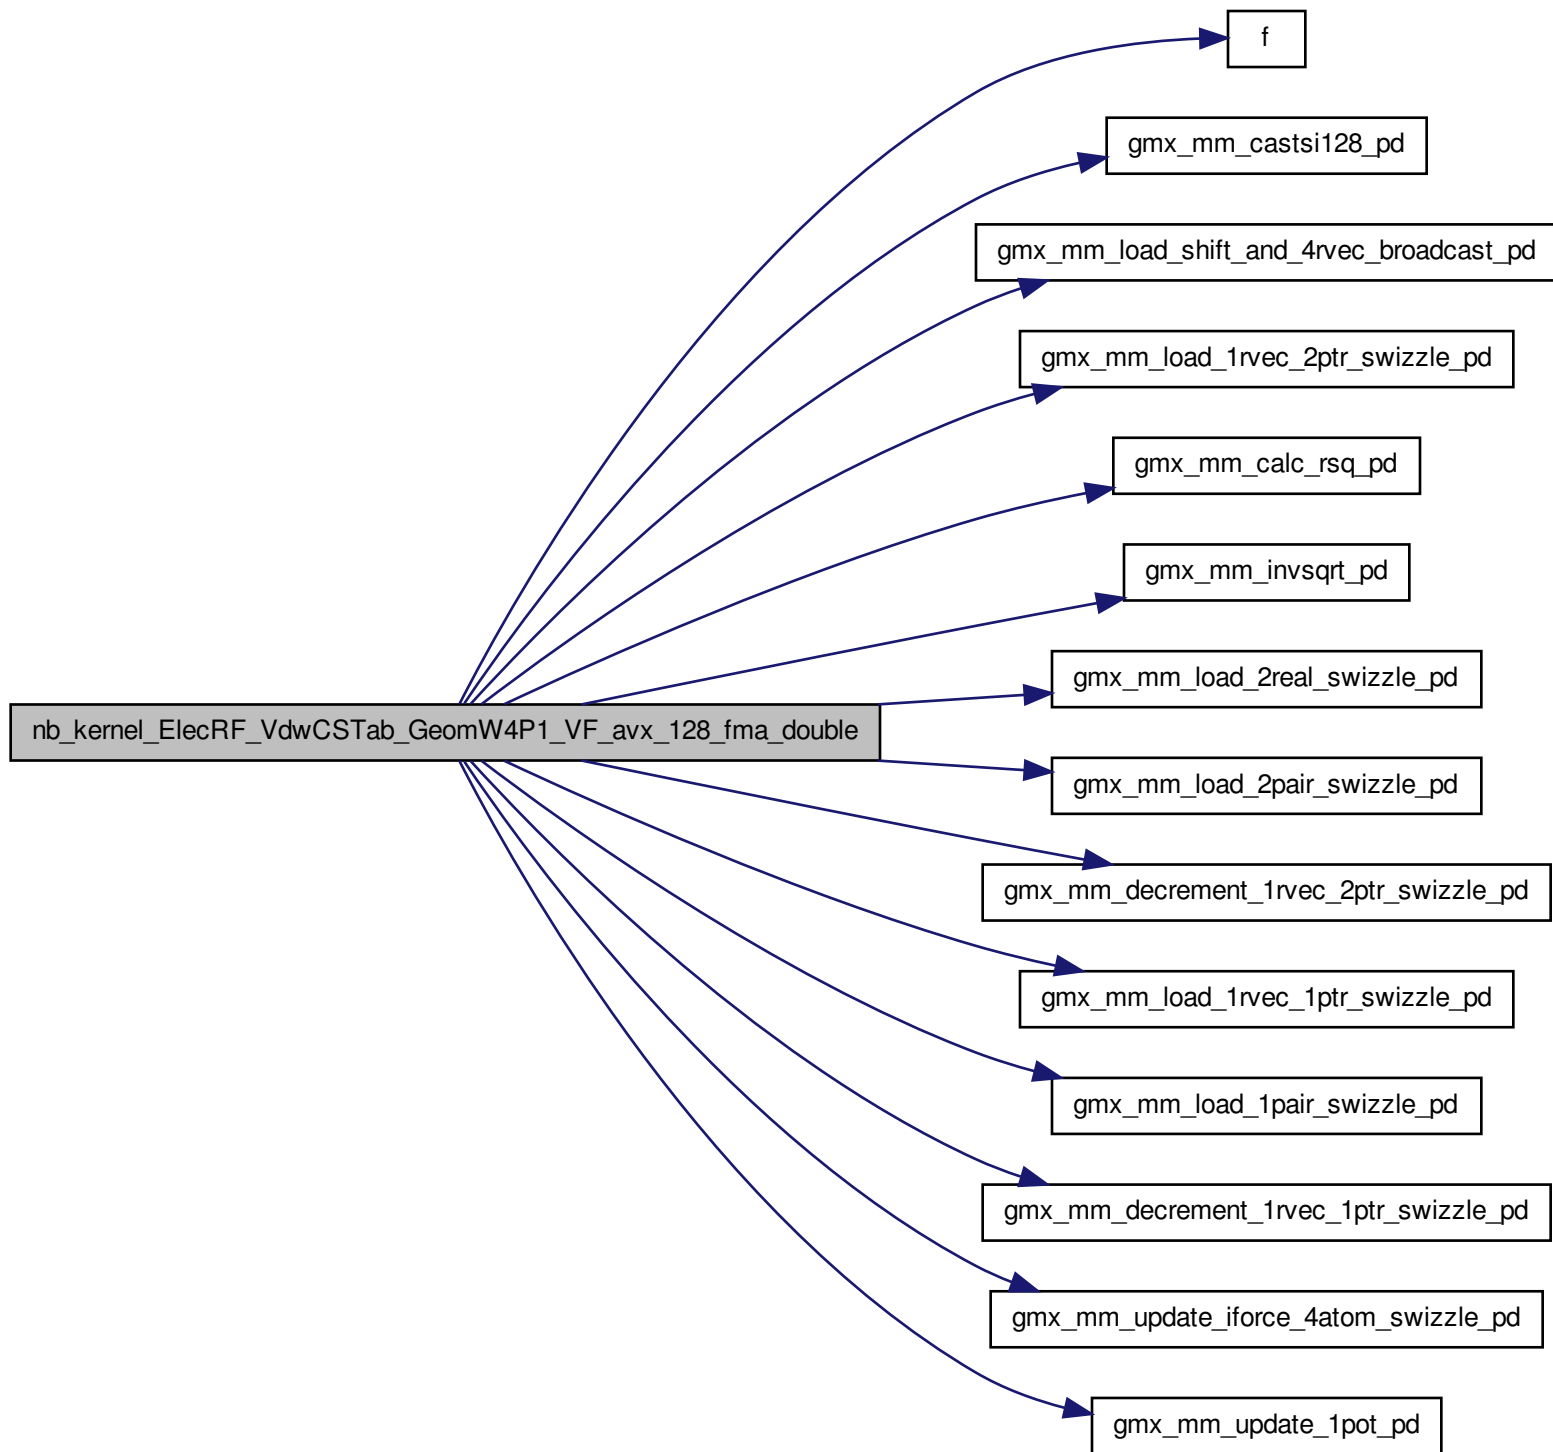 f
gmx_mm_castsi128_pd
gmx_mm_load_shift_and_4rvec_broadcast_pd
gmx_mm_load_1rvec_2ptr_swizzle_pd
gmx_mm_calc_rsq_pd
gmx_mm_invsqrt_pd
gmx_mm_load_2real_swizzle_pd
nb_kernel_ElecRF_VdwCSTab_GeomW4P1_VF_avx_128_fma_double
gmx_mm_load_2pair_swizzle_pd
gmx_mm_decrement_1rvec_2ptr_swizzle_pd
gmx_mm_load_1rvec_1ptr_swizzle_pd
gmx_mm_load_1pair_swizzle_pd
gmx_mm_decrement_1rvec_1ptr_swizzle_pd
gmx_mm_update_iforce_4atom_swizzle_pd
gmx_mm_update_1pot_pd